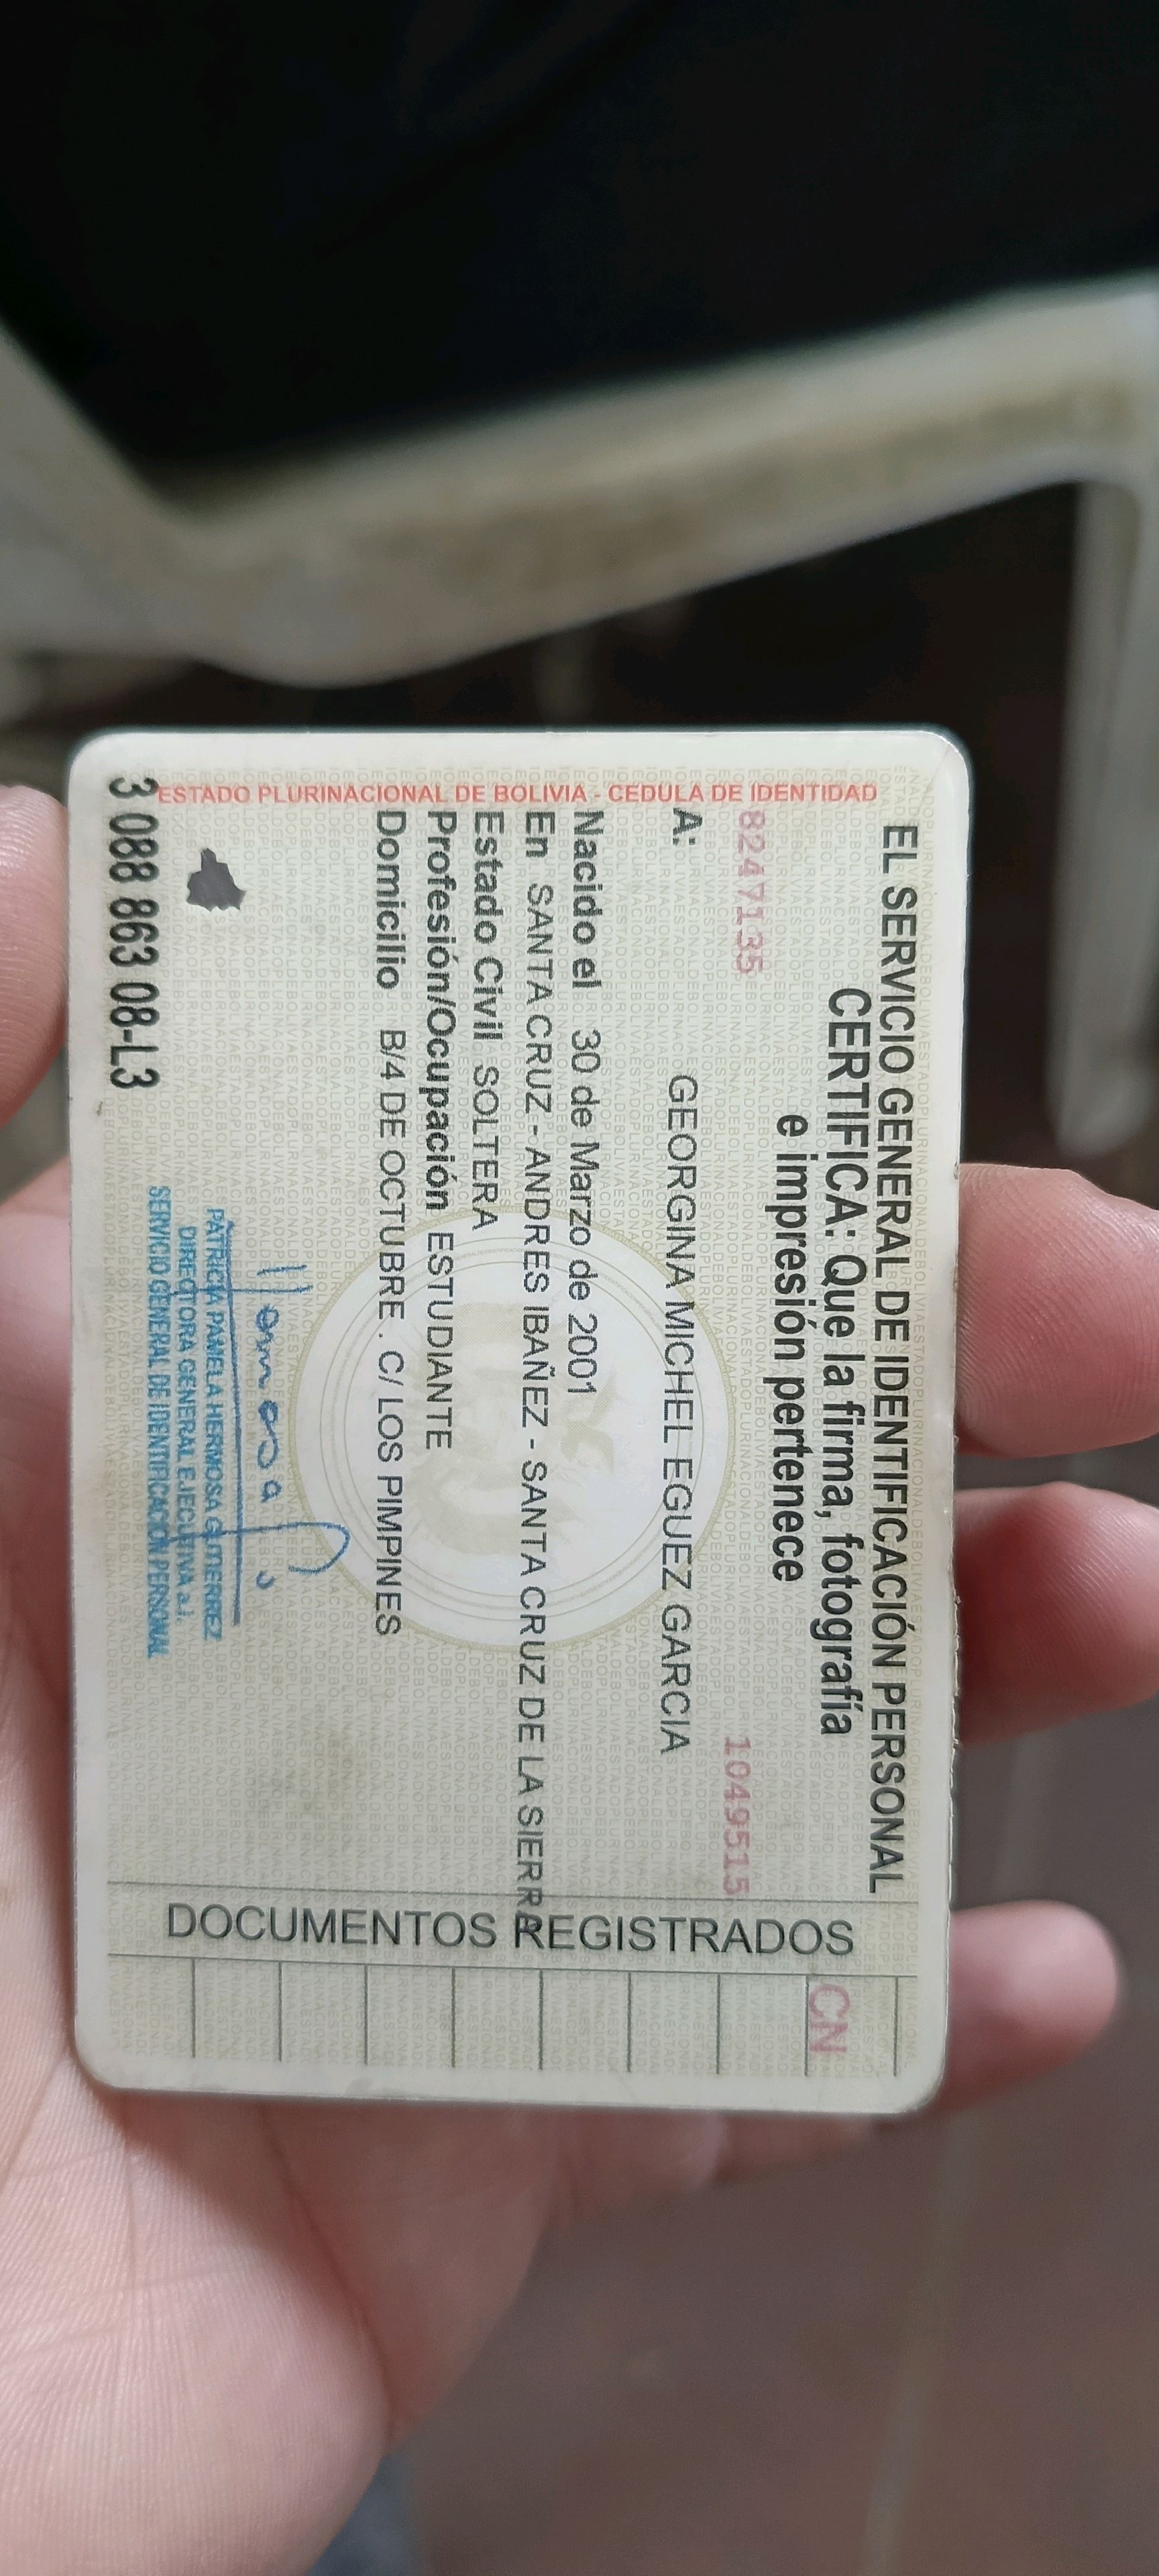 EL SERVICIO GENERAL DE IDENTIFICACIÓN PERSONAL
CERTIFICA: Que la firma, fotografía
e impresión pertenece
8247135 1049515
A: GEORGINA MICHEL EGUEZ GARCIA
Nacido el 30 de Marzo de 2001
En SANTA CRUZ - ANDRES IBAÑEZ - SANTA CRUZ DE LA SIERRA
Estado Civil SOLTERA
Profesión/Ocupación ESTUDIANTE
Domicilio B/4 DE OCTUBRE . C/ LOS PIMPINES
PATRICIA PAMELA HERMOSA GUTIERREZ
DIRECTORA GENERAL EJECUTIVA a.i.
SERVICIO GENERAL DE IDENTIFICACIÓN PERSONAL
3 088 863 08-L3
ESTADO PLURINACIONAL DE BOLIVIA - CEDULA DE IDENTIDAD
DOCUMENTOS REGISTRADOS
CN